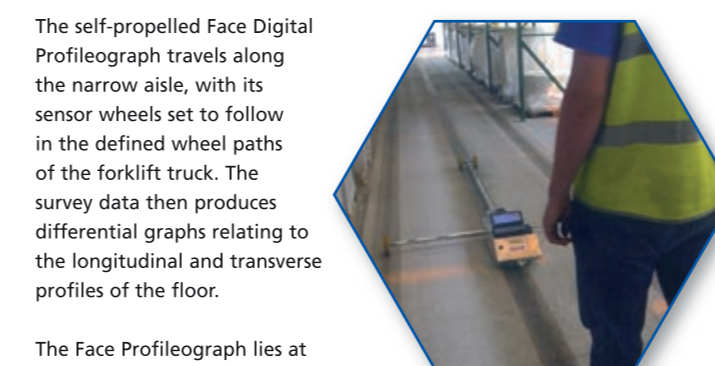 The self-propelled Face Digital
Profileograph travels along
the narrow aisle, with its
sensor wheels set to follow
in the defined wheel paths
of the forklift truck. The
survey data then produces
differential graphs relating to
the longitudinal and transverse
profiles of the floor.
The Face Profileograph lies at